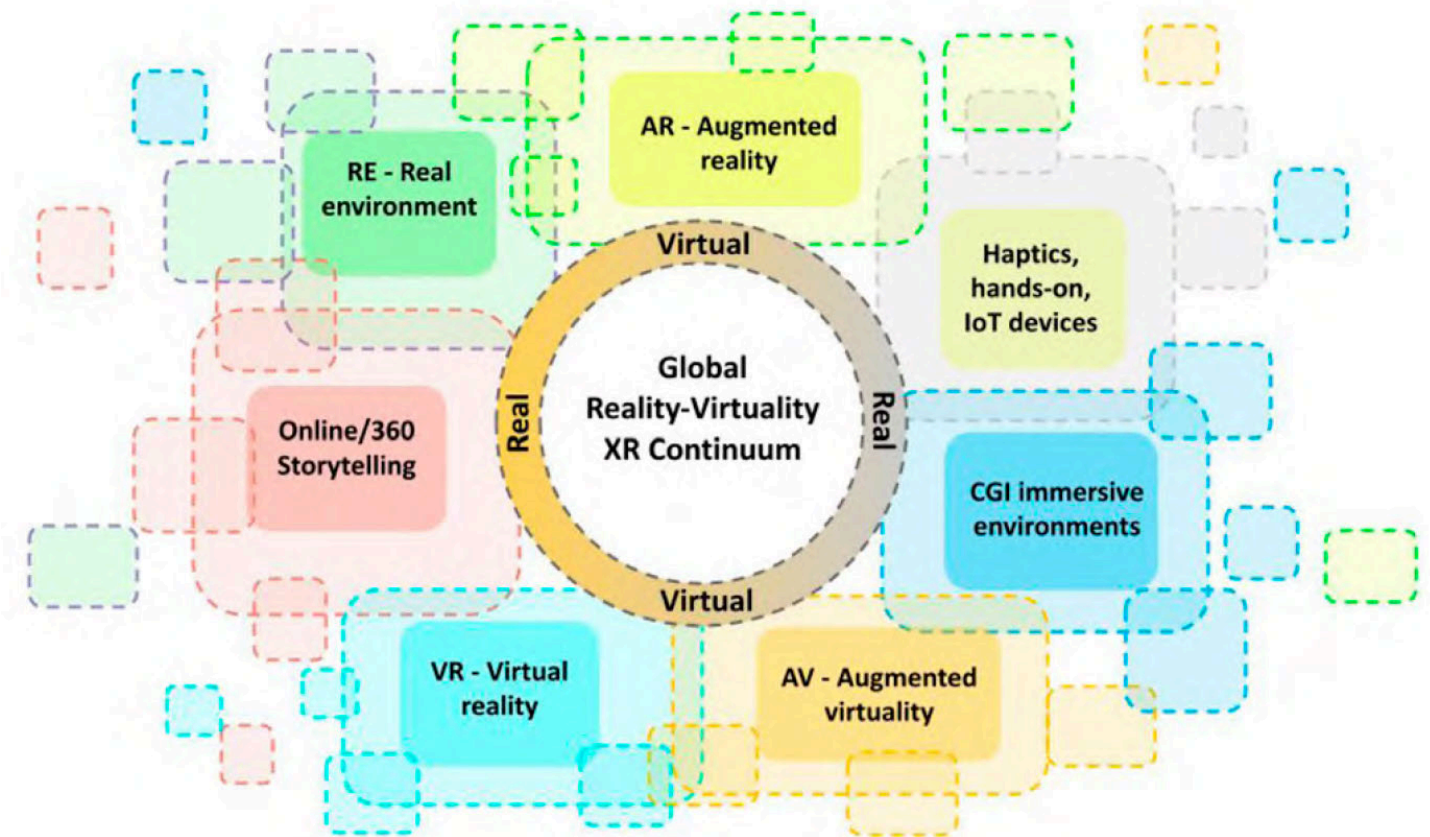 AR - Augmented
reality
RE - Real
environment
Virtual
Haptics,
hands-on,
IoT devices
Global
Reality-Virtuality
XR Continuum
Real
Real
Online/360
Storytelling
CGI immersive
environments
Virtual
VR - Virtual
reality
AV - Augmented
virtuality